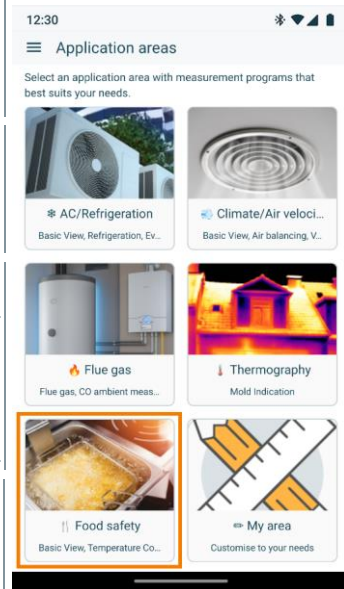 12:30
Application areas
Select an application area with measurement programs that
best suits your needs.
AC/Refrigeration
Climate/Air veloci...
Basic View, Refrigeration, Ev...
Basic View, Air balancing, V...
Flue gas
Thermography
Flue gas, CO ambient meas...
Mold Indication
Food safety
My area
Basic View, Temperature Co...
Customise to your needs